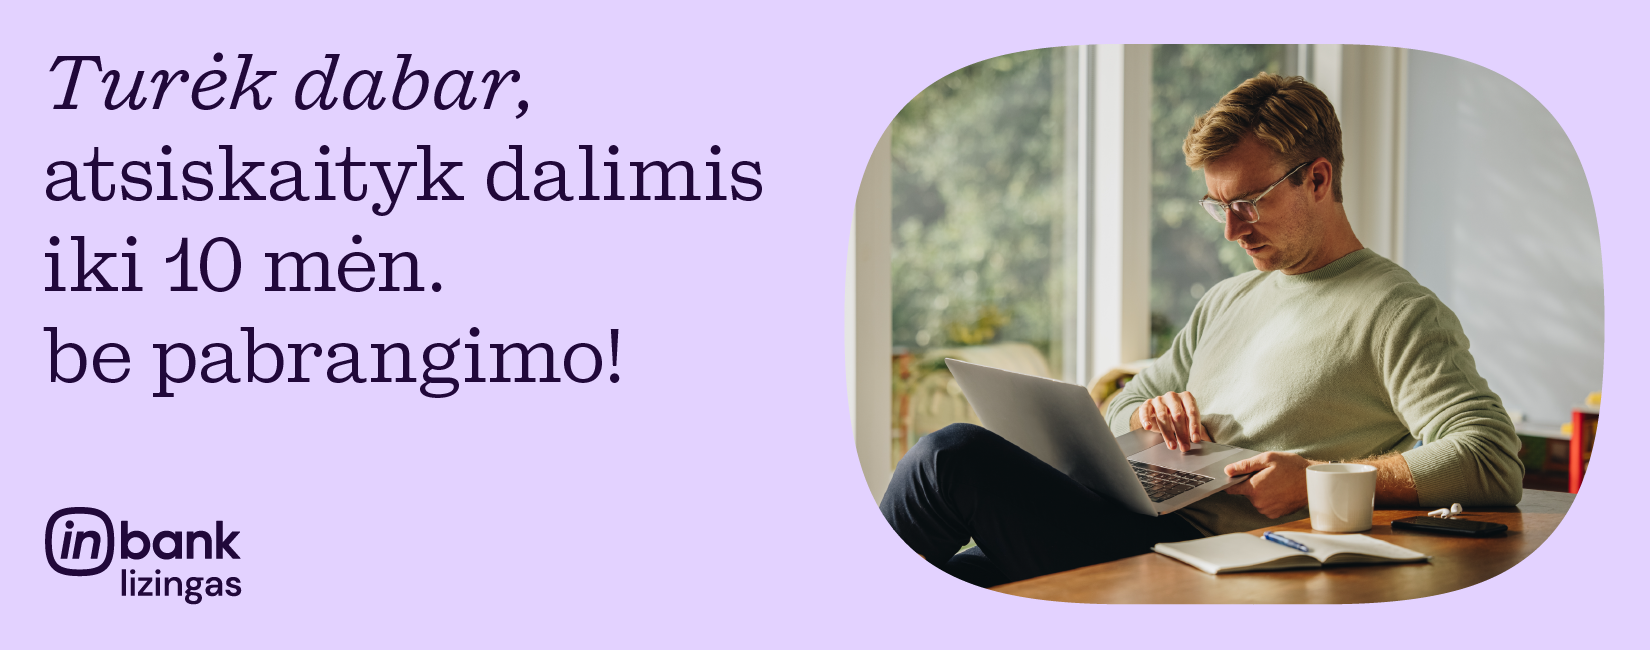 Turėk dabar,
atsiskaityk dalimis
iki 10 mėn.
be pabrangimo!
inbank
lizingas